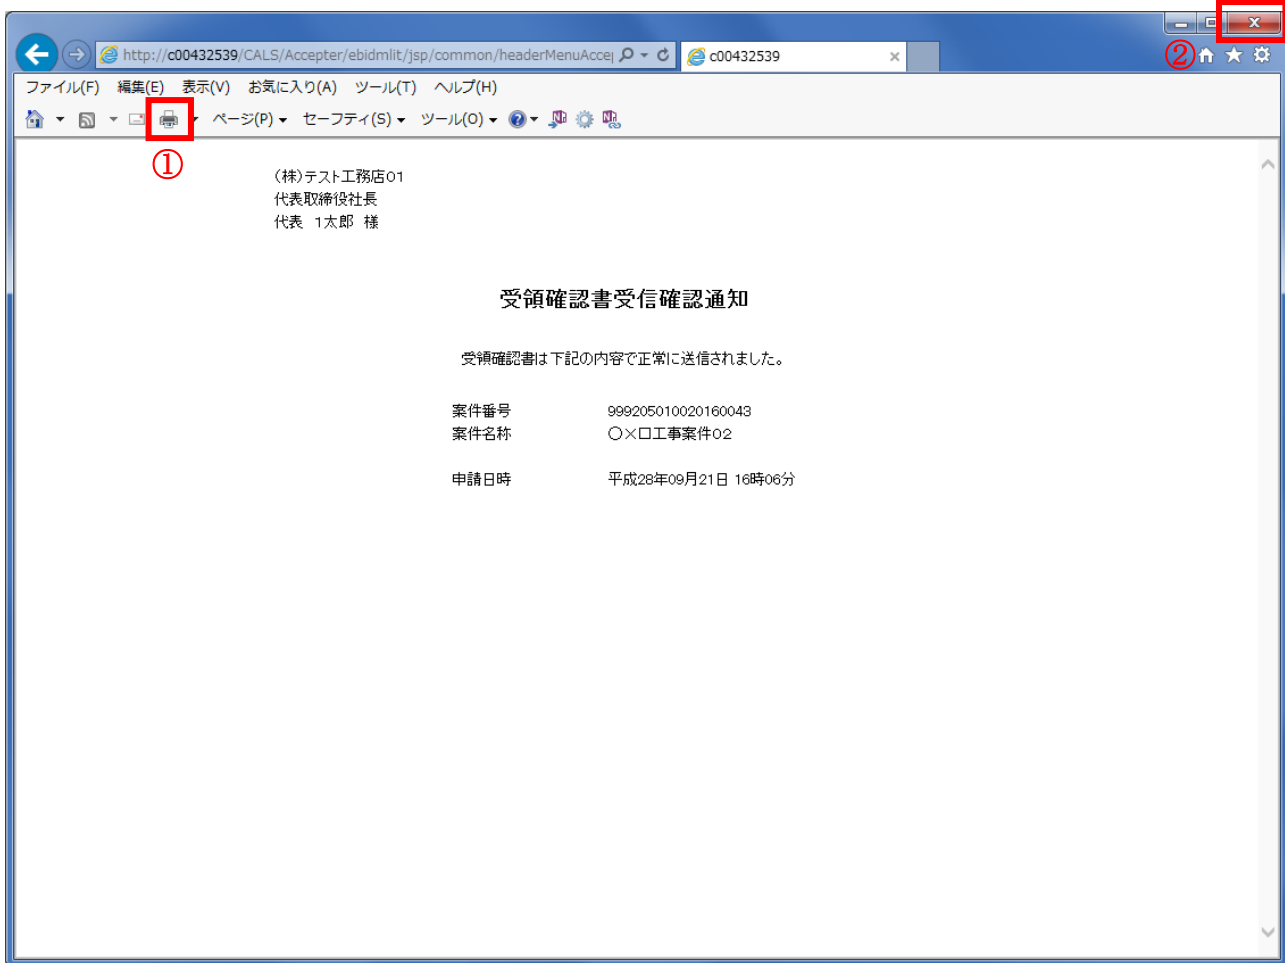 x
http://c00432539/CALS/Accepter/ebidmlit/jsp/common/headerMenuAccep
c00432539
②
ファイル(F) 編集(E) 表示(V) お気に入り(A) ツール(T) ヘルプ(H)
ページ(P) セーフティ(S) ツール(O)
①
(株)テスト工務店01
代表取締役社長
代表 1太郎 様
受領確認書受信確認通知
受領確認書は下記の内容で正常に送信されました。
案件番号 999205010020160043
案件名称 〇×口工事案件02
申請日時 平成28年09月21日 16時06分